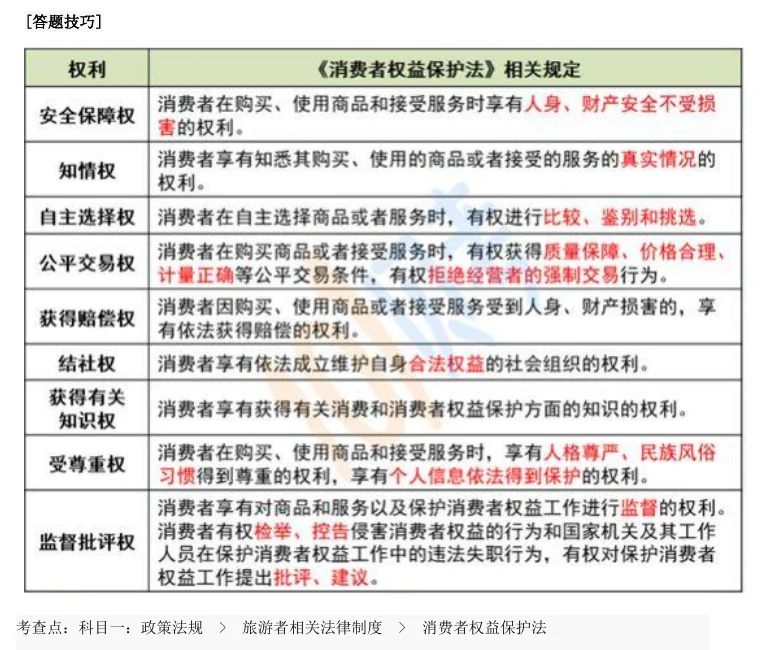 [答题技巧]
权利 《消费者权益保护法》相关规定
安全保障权 消费者在购买、使用商品和接受服务时享有人身、财产安全不受损
害的权利。
知情权 消费者享有知悉其购买、使用的商品或者接受的服务的真实情况的
权利。
自主选择权 消费者在自主选择商品或者服务时，有权进行比较、鉴别和挑选。
公平交易权 消费者在购买商品或者接受服务时，有权获得质量保障、价格合理、
计量正确等公平交易条件，有权拒绝经营者的强制交易行为。
获得赔偿权 消费者因购买、使用商品或者接受服务受到人身、财产损害的，享
有依法获得赔偿的权利。
结社权 消费者享有依法成立维护自身合法权益的社会组织的权利。
获得有关
知识权 消费者享有获得有关消费和消费者权益保护方面的知识的权利。
受尊重权 消费者在购买、使用商品和接受服务时，享有人格尊严、民族风俗
习惯得到尊重的权利，享有个人信息依法得到保护的权利。
监督批评权 消费者享有对商品和服务以及保护消费者权益工作进行监督的权利。
消费者有权检举、控告侵害消费者权益的行为和国家机关及其工作
人员在保护消费者权益工作中的违法失职行为，有权对保护消费者
权益工作提出批评、建议。
考查点：科目一：政策法规 > 旅游者相关法律制度 > 消费者权益保护法